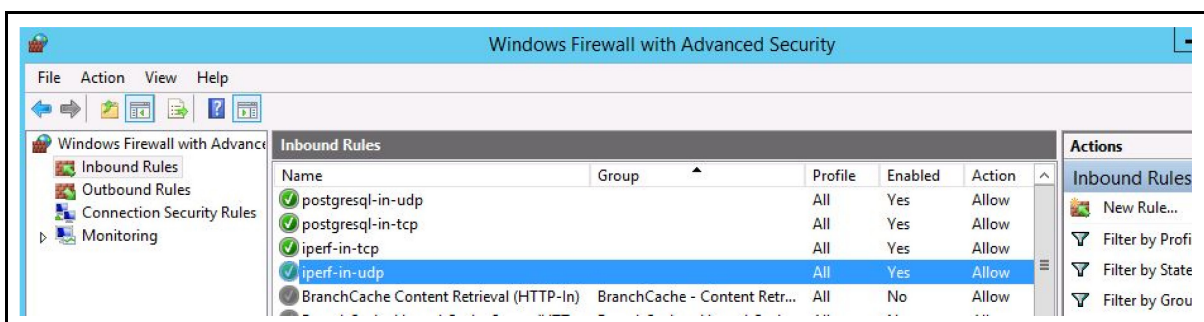 Windows Firewall with Advanced Security
File Action View Help
Windows Firewall with Advance
Inbound Rules
Outbound Rules
Connection Security Rules
Monitoring
Inbound Rules
Name Group Profile Enabled Action
postgresql-in-udp All Yes Allow
postgresql-in-tcp All Yes Allow
iperf-in-tcp All Yes Allow
iperf-in-udp All Yes Allow
BranchCache Content Retrieval (HTTP-In) BranchCache - Content Retr... All No Allow
Actions
Inbound Rules
New Rule...
Filter by Profi
Filter by State
Filter by Grou